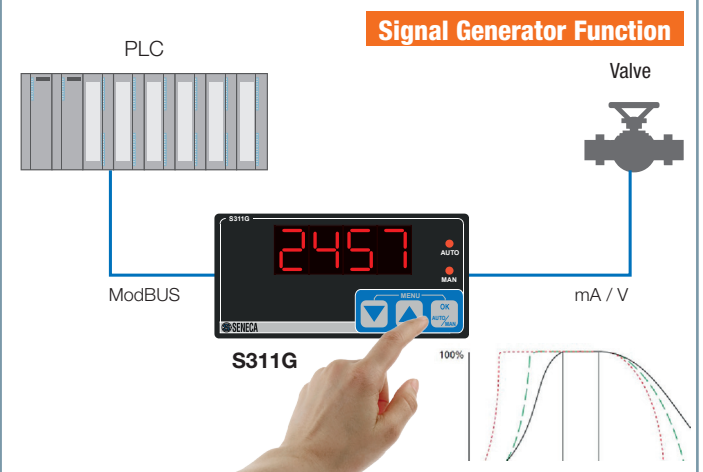 Signal Generator Function
PLC
Valve
S311G
2457
AUTO
MAN
ModBUS
mA / V
MENU
OK
AUTO/
MAN
SENECA
S311G
100%